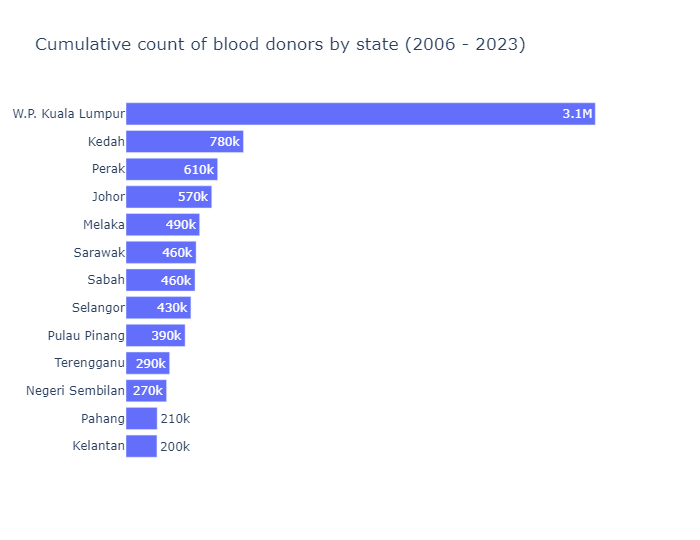 Cumulative count of blood donors by state (2006 - 2023)
W.P. Kuala Lumpur 3.1M
Kedah 780k
Perak 610k
Johor 570k
Melaka 490k
Sarawak 460k
Sabah 460k
Selangor 430k
Pulau Pinang 390k
Terengganu 290k
Negeri Sembilan 270k
Pahang 210k
Kelantan 200k